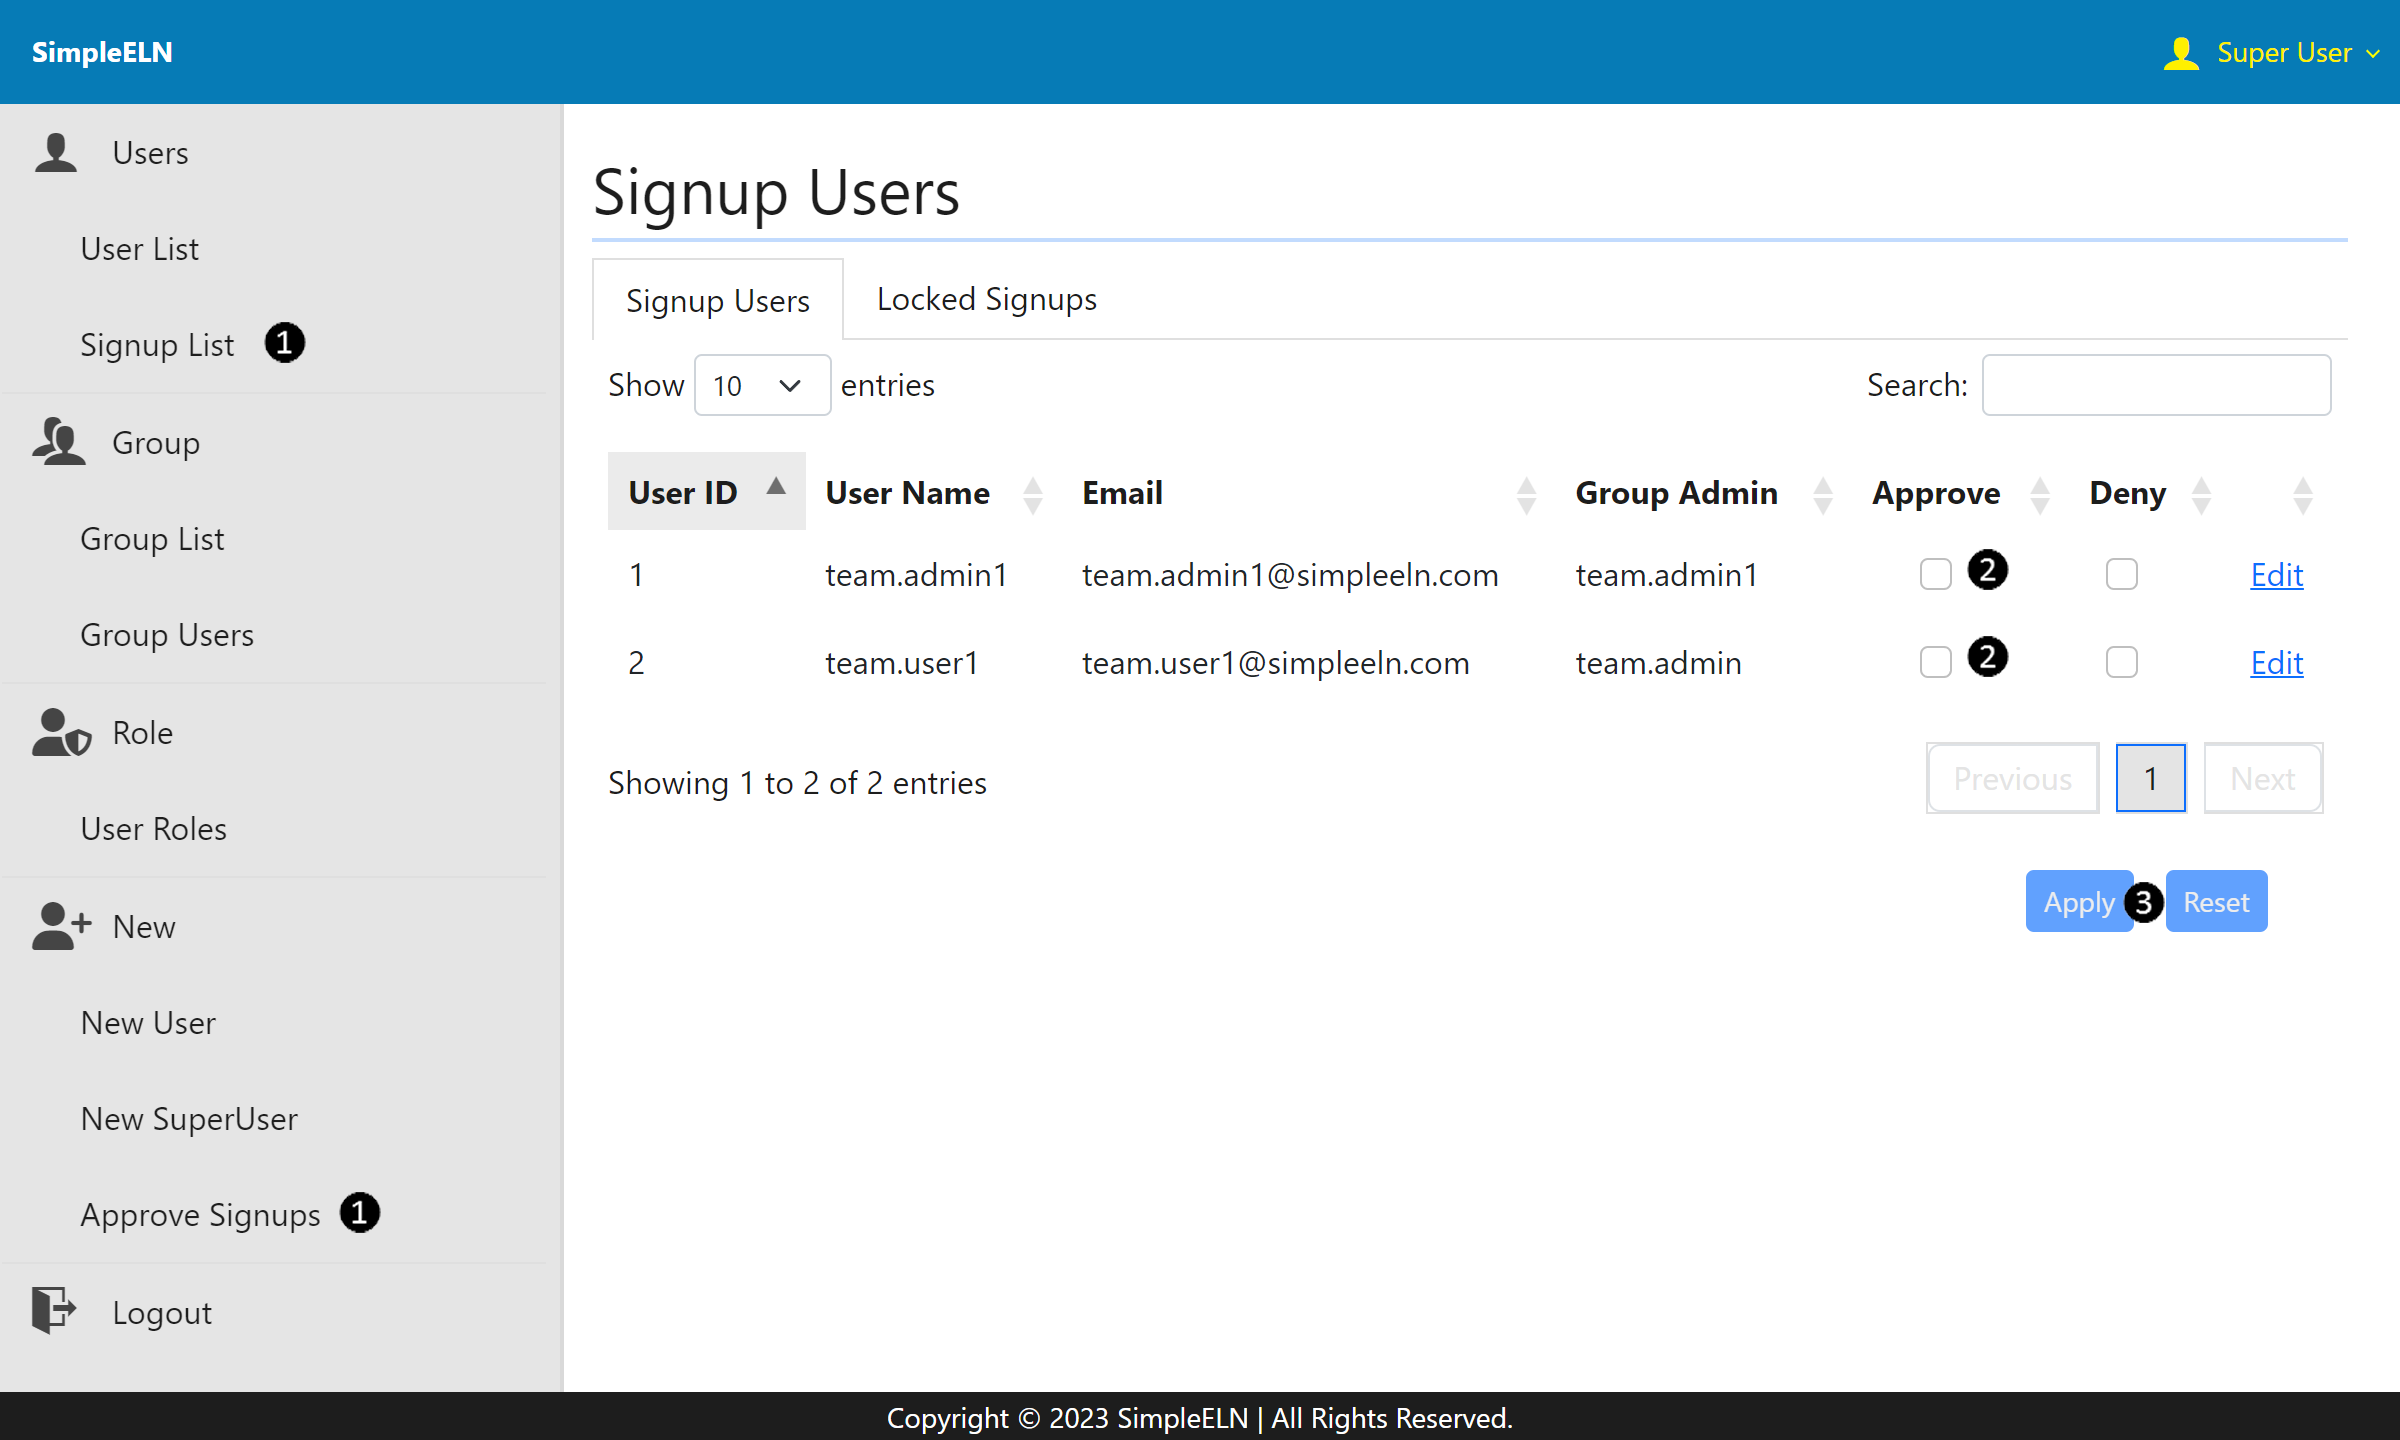 SimpleELN
Super User
Users
User List
Signup List 1
Group
Group List
Group Users
Role
User Roles
New
New User
New SuperUser
Approve Signups 1
Logout
Signup Users
Signup Users Locked Signups
Show 10 entries Search:
User ID User Name Email Group Admin Approve Deny
1 team.admin1 team.admin1@simpleeln.com team.admin1 2 Edit
2 team.user1 team.user1@simpleeln.com team.admin 2 Edit
Showing 1 to 2 of 2 entries Previous 1 Next
Apply 3 Reset
Copyright © 2023 SimpleELN | All Rights Reserved.